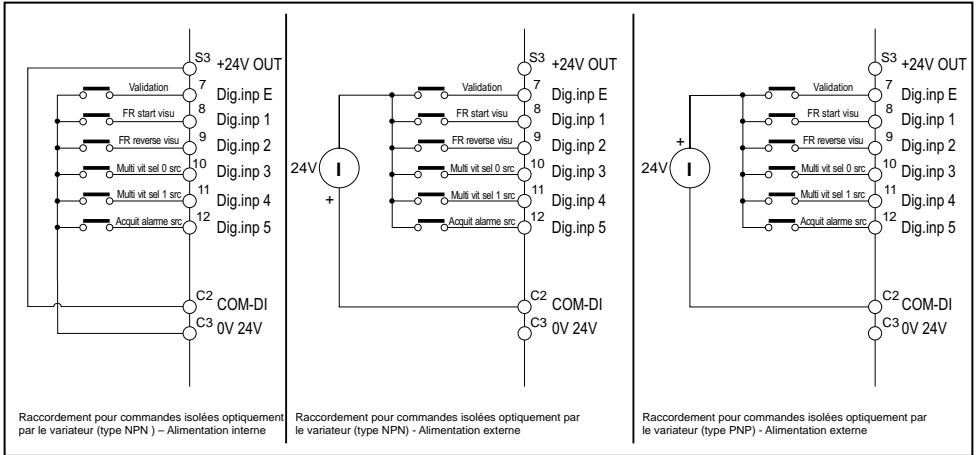 S3 +24V OUT
Validation 7 Dig.inp E
FR start visu 8 Dig.inp 1
FR reverse visu 9 Dig.inp 2
Multi vit sel 0 src 10 Dig.inp 3
Multi vit sel 1 src 11 Dig.inp 4
Acquit alarme src 12 Dig.inp 5
C2 COM-DI
C3 0V 24V
Raccordement pour commandes isolées optiquement
par le variateur (type NPN ) – Alimentation interne
S3 +24V OUT
Validation 7 Dig.inp E
FR start visu 8 Dig.inp 1
FR reverse visu 9 Dig.inp 2
24V I
Multi vit sel 0 src 10 Dig.inp 3
+
Multi vit sel 1 src 11 Dig.inp 4
Acquit alarme src 12 Dig.inp 5
C2 COM-DI
C3 0V 24V
Raccordement pour commandes isolées optiquement par
le variateur (type NPN) - Alimentation externe
S3 +24V OUT
Validation 7 Dig.inp E
FR start visu 8 Dig.inp 1
+
FR reverse visu 9 Dig.inp 2
24V I
Multi vit sel 0 src 10 Dig.inp 3
Multi vit sel 1 src 11 Dig.inp 4
Acquit alarme src 12 Dig.inp 5
C2 COM-DI
C3 0V 24V
Raccordement pour commandes isolées optiquement par
le variateur (type PNP) - Alimentation externe